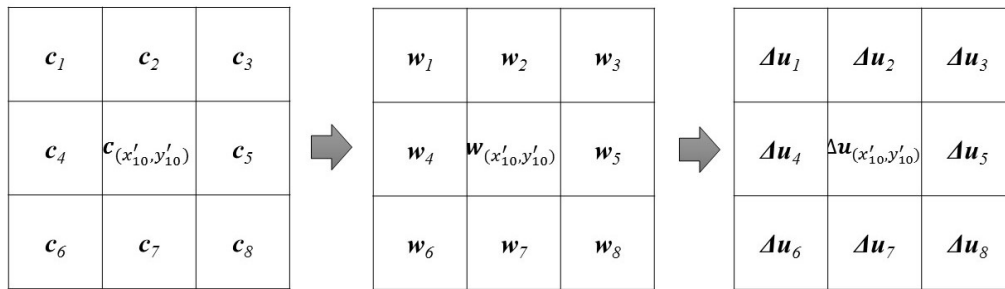 c₁ c₂ c₃ w₁ w₂ w₃ Δu₁ Δu₂ Δu₃
c₄ c₍x′₁₀,y′₁₀₎ c₅ w₄ w₍x′₁₀,y′₁₀₎ w₅ Δu₄ Δu₍x′₁₀,y′₁₀₎ Δu₅
c₆ c₇ c₈ w₆ w₇ w₈ Δu₆ Δu₇ Δu₈